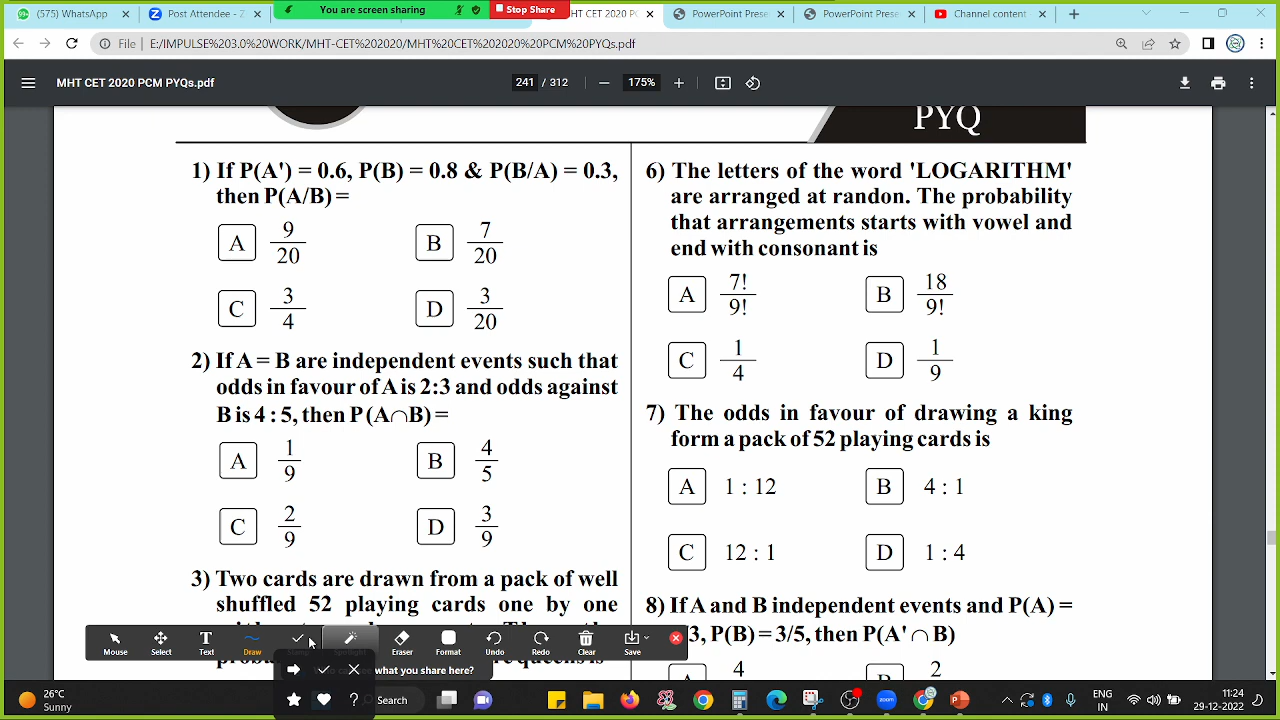 (575) WhatsApp
Post Attendee - 7
You are screen sharing
Stop Share
HT CET 2020 PC
PowerPoint Prese
PowerPoint Prese
Channel content
File
E:/IMPULSE%203%20WORK/MHT-CET%202020/MHT%20CET%202020%20PCM%20PYQs.pdf
MHT CET 2020 PCM PYQs.pdf
241 / 312
175%
PYQ
1) If P(A') = 0.6, P(B) = 0.8 & P(B/A) = 0.3,
then P(A/B) =
A 9/20 B 7/20
C 3/4 D 3/20
2) If A = B are independent events such that
odds in favour of A is 2:3 and odds against
B is 4 : 5, then P(A∩B) =
A 1/9 B 4/5
C 2/9 D 3/9
3) Two cards are drawn from a pack of well
shuffled 52 playing cards one by one
6) The letters of the word 'LOGARITHM'
are arranged at randon. The probability
that arrangements starts with vowel and
end with consonant is
A 7!/9! B 18/9!
C 1/4 D 1/9
7) The odds in favour of drawing a king
form a pack of 52 playing cards is
A 1 : 12 B 4 : 1
C 12 : 1 D 1 : 4
8) If A and B independent events and P(A) =
3, P(B) = 3/5, then P(A' ∩ B)
4 2
Mouse Select Text Draw Stamp Spotlight Eraser Format Undo Redo Clear Save
what you share here?
26°C
Sunny
Search
ENG
IN
11:24
29-12-2022